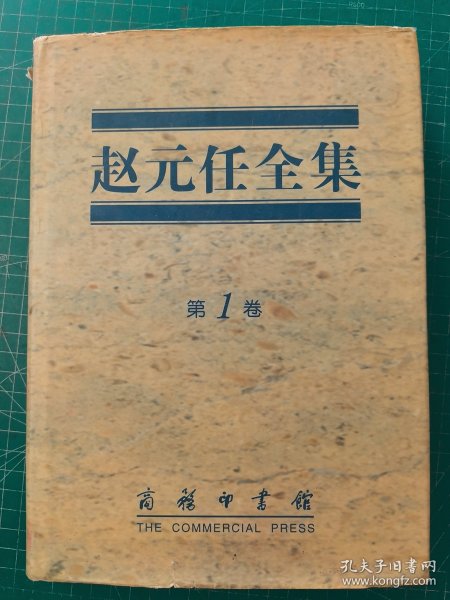 赵元任全集
第1卷
商務印書館
THE COMMERCIAL PRESS
孔夫子旧书网
www.kongfz.com